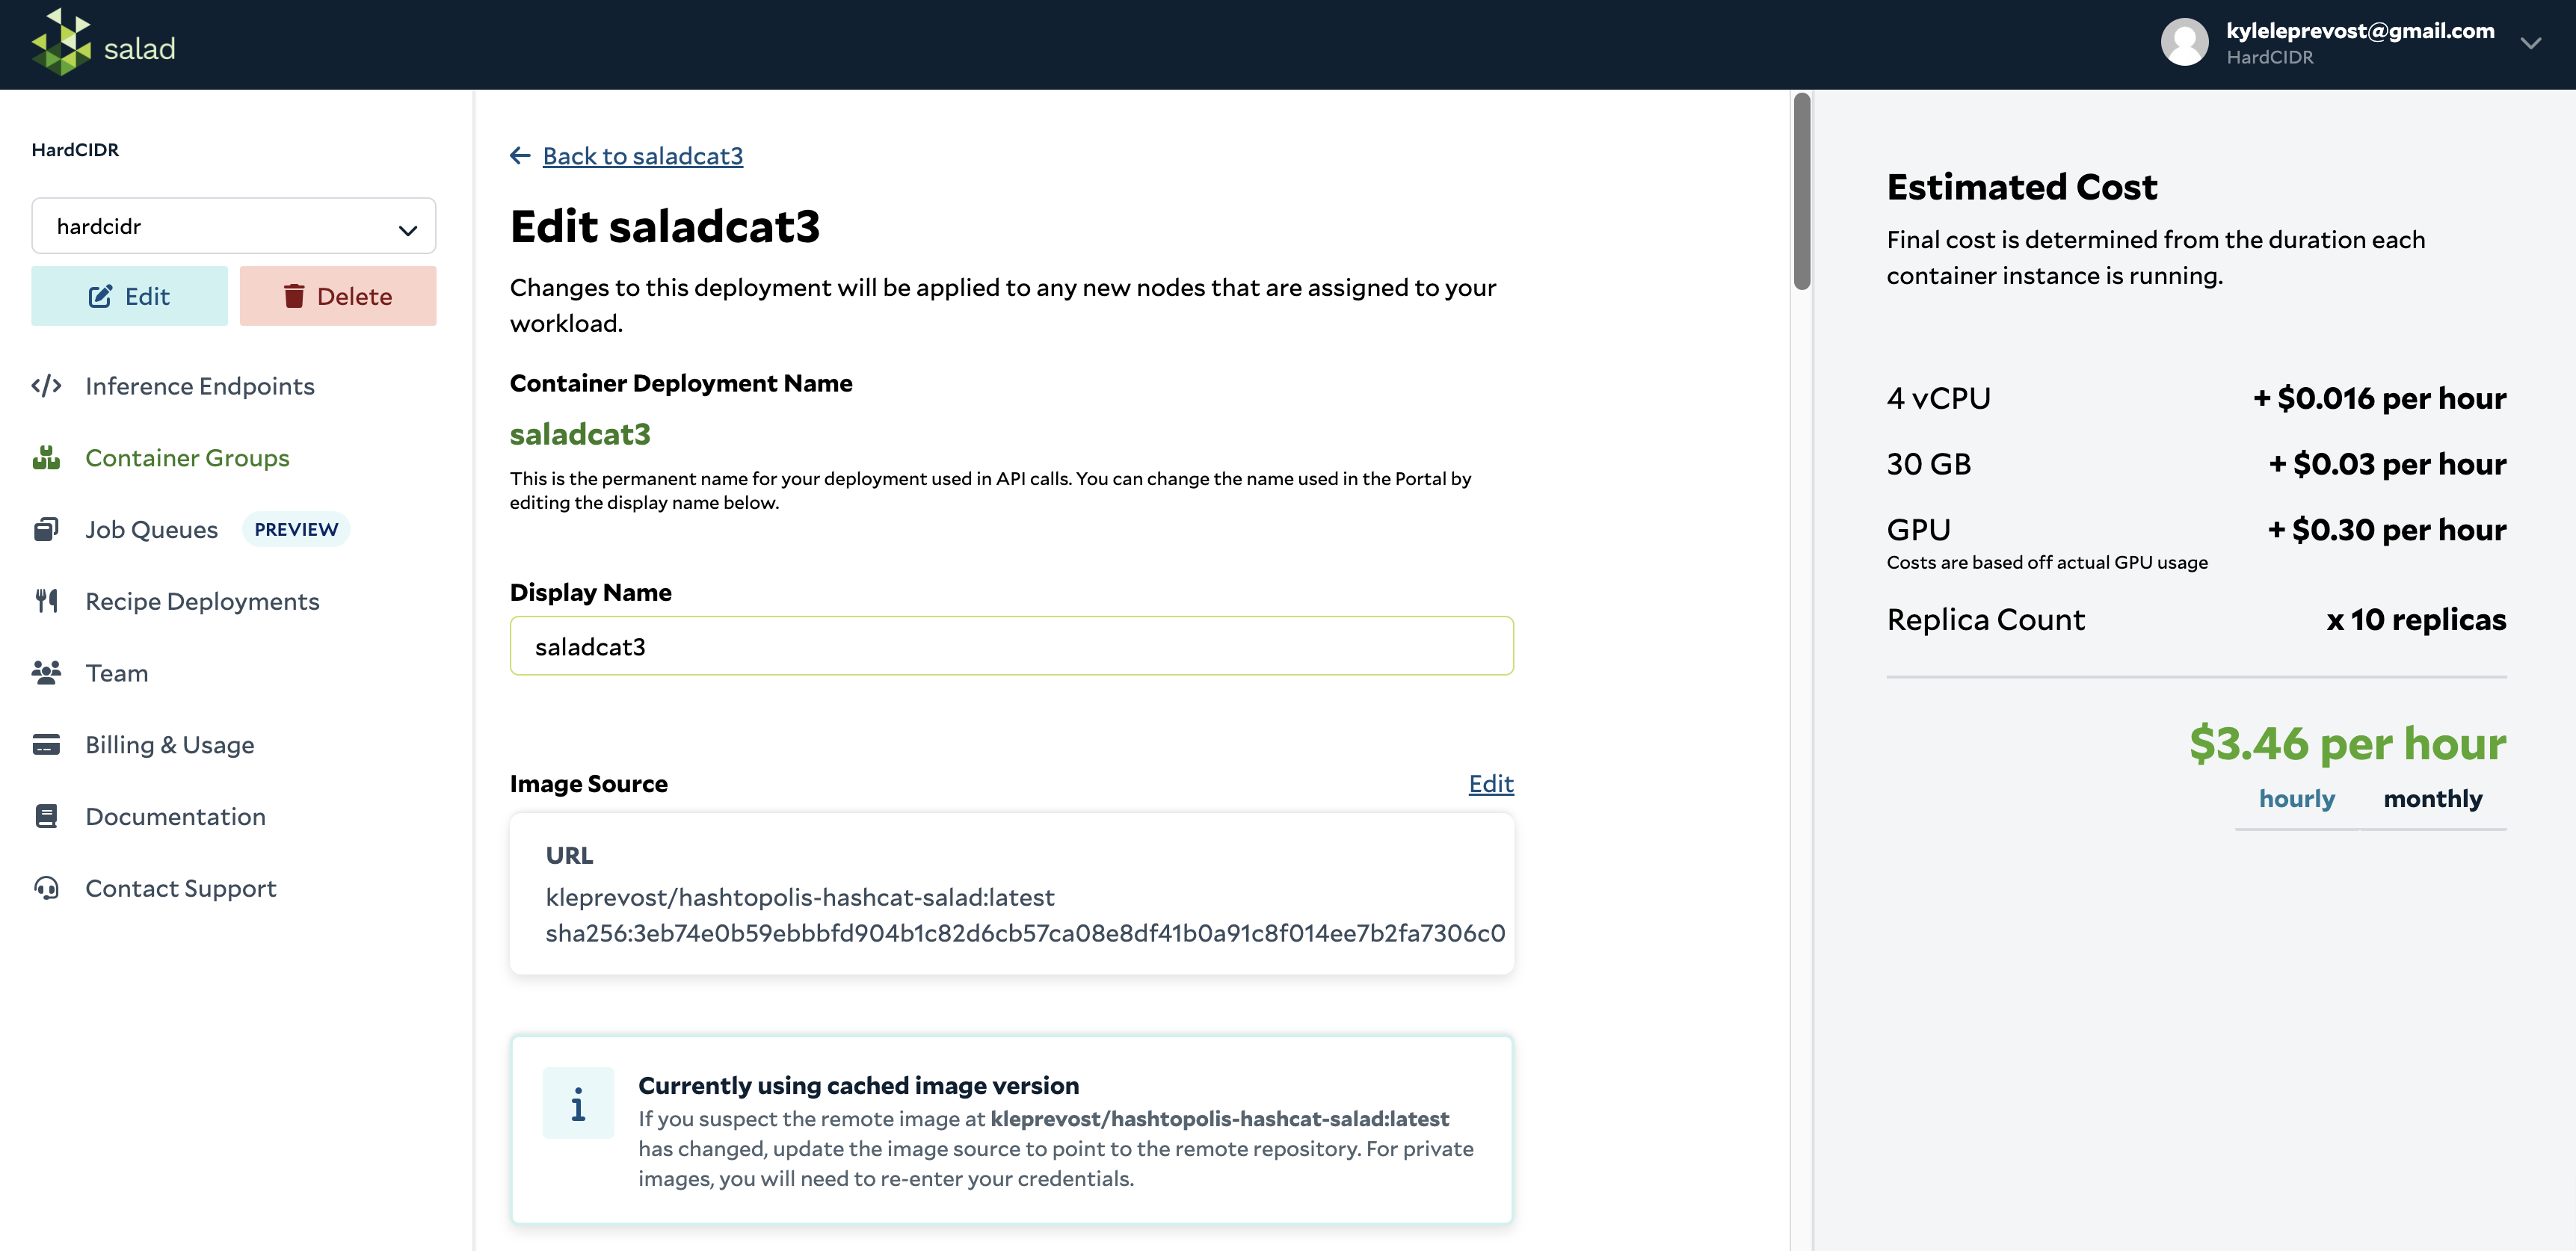 salad
kyleleprevost@gmail.com
HardCIDR
HardCIDR
hardcidr
Edit
Delete
Inference Endpoints
Container Groups
Job Queues PREVIEW
Recipe Deployments
Team
Billing & Usage
Documentation
Contact Support
Back to saladcat3
Edit saladcat3
Changes to this deployment will be applied to any new nodes that are assigned to your
workload.
Container Deployment Name
saladcat3
This is the permanent name for your deployment used in API calls. You can change the name used in the Portal by
editing the display name below.
Display Name
saladcat3
Image Source Edit
URL
kleprevost/hashtopolis-hashcat-salad:latest
sha256:3eb74e0b59ebbbfd904b1c82d6cb57ca08e8df41b0a91c8f014ee7b2fa7306c0
Currently using cached image version
If you suspect the remote image at kleprevost/hashtopolis-hashcat-salad:latest
has changed, update the image source to point to the remote repository. For private
images, you will need to re-enter your credentials.
Estimated Cost
Final cost is determined from the duration each
container instance is running.
4 vCPU + $0.016 per hour
30 GB + $0.03 per hour
GPU + $0.30 per hour
Costs are based off actual GPU usage
Replica Count x 10 replicas
$3.46 per hour
hourly monthly